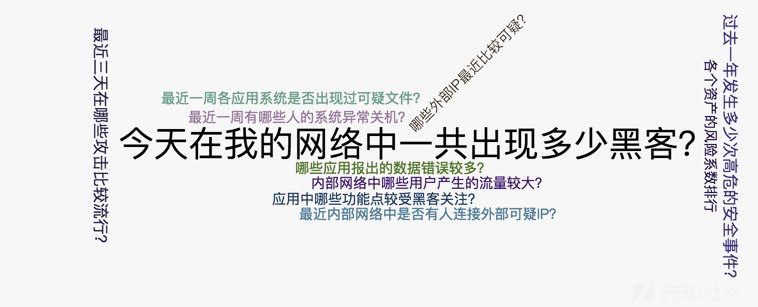 最近三天在哪些攻击比较流行?
哪些外部IP最近比较可疑?
最近一周各应用系统是否出现过可疑文件?
最近一周有哪些人的系统异常关机?
今天在我的网络中一共出现多少黑客?
哪些应用报出的数据错误较多?
内部网络中哪些用户产生的流量较大?
应用中哪些功能点较受黑客关注?
最近内部网络中是否有人连接外部可疑IP?
过去一年发生多少次高危的安全事件?
各个资产的风险系数排行
先知社区